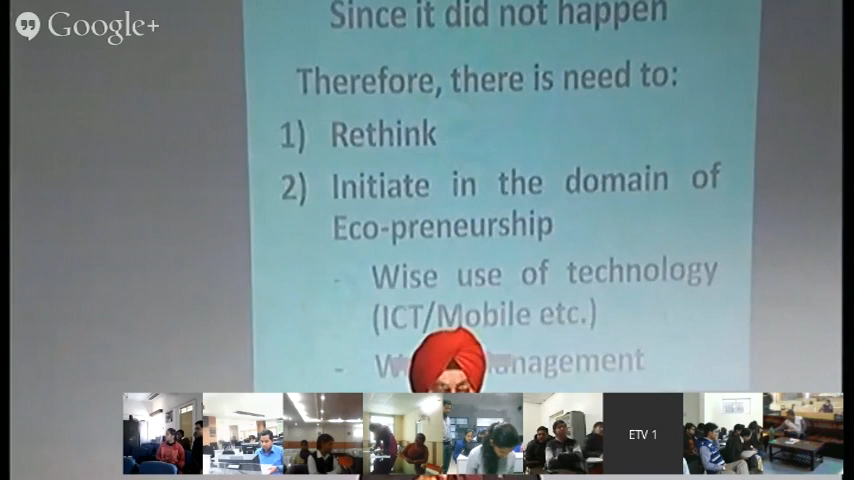 Google+
Since it did not happen
Therefore, there is need to:
1) Rethink
2) Initiate in the domain of
Eco-preneurship
- Wise use of technology
(ICT/Mobile etc.)
-
ETV 1